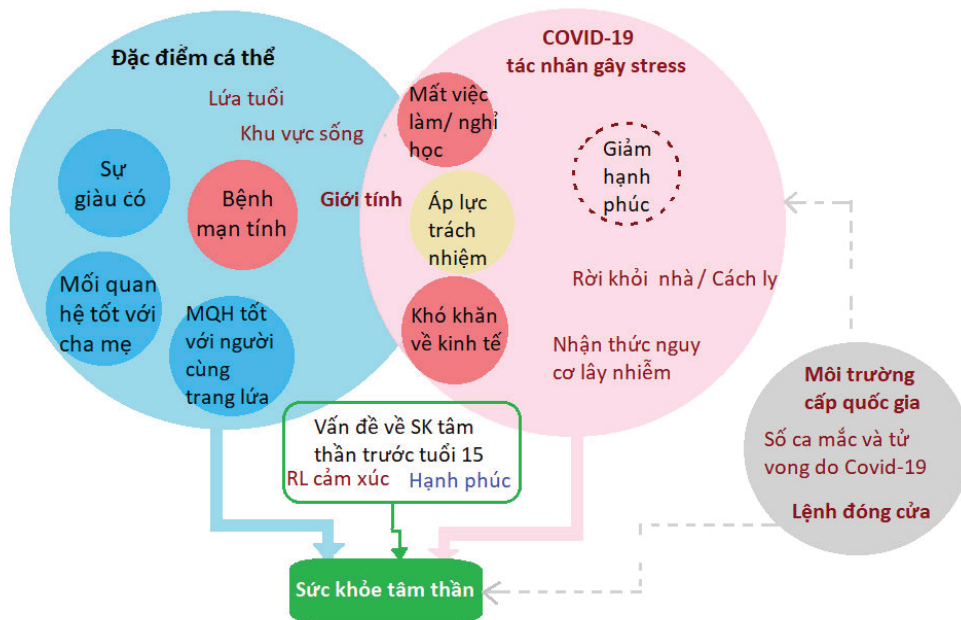 Đặc điểm cá thể
Lứa tuổi
Khu vực sống
Sự
giàu có
Bệnh
mạn tính
Giới tính
Mối quan
hệ tốt với
cha mẹ
MQH tốt
với người
cùng
trang lứa
COVID-19
tác nhân gây stress
Mất việc
làm/ nghỉ
học
Giảm
hạnh
phúc
Áp lực
trách
nhiệm
Rời khỏi nhà / Cách ly
Khó khăn
về kinh tế
Nhận thức nguy
cơ lây nhiễm
Vấn đề về SK tâm
thần trước tuổi 15
RL cảm xúc Hạnh phúc
Môi trường
cấp quốc gia
Số ca mắc và tử
vong do Covid-19
Lệnh đóng cửa
Sức khỏe tâm thần